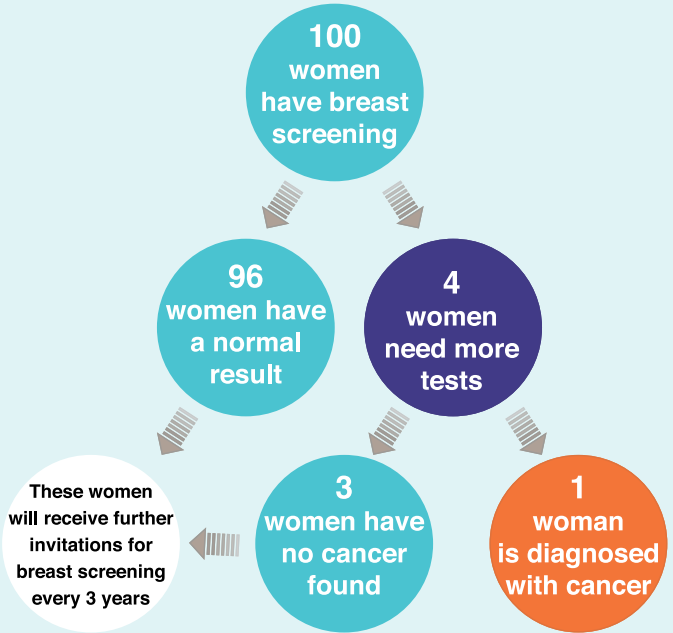 100
women
have breast
screening
96
women have
a normal
result
4
women
need more
tests
These women
will receive further
invitations for
breast screening
every 3 years
3
women have
no cancer
found
1
woman
is diagnosed
with cancer